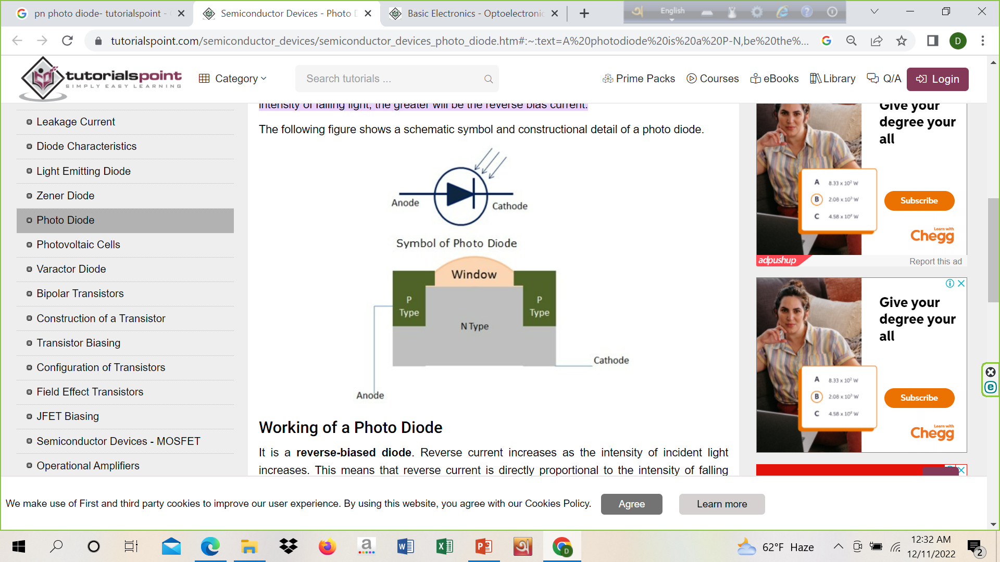 pn photo diode- tutorialspoint -
Semiconductor Devices - Photo D
Basic Electronics - Optoelectronic
English
tutorialspoint.com/semiconductor_devices/semiconductor_devices_photo_diode.htm#:~:text=A%20photodiode%20is%20a%20P-N,be%20the%...
D
tutorialspoint
SIMPLY EASY LEARNING
Category
Search tutorials ...
Prime Packs
Courses
eBooks
Library
Q/A
Login
Leakage Current
Diode Characteristics
Light Emitting Diode
Zener Diode
Photo Diode
Photovoltaic Cells
Varactor Diode
Bipolar Transistors
Construction of a Transistor
Transistor Biasing
Configuration of Transistors
Field Effect Transistors
JFET Biasing
Semiconductor Devices - MOSFET
Operational Amplifiers
intensity of falling light, the greater will be the reverse bias current.
The following figure shows a schematic symbol and constructional detail of a photo diode.
Anode
Cathode
Symbol of Photo Diode
Window
P
Type
P
Type
N Type
Cathode
Anode
Working of a Photo Diode
It is a reverse-biased diode. Reverse current increases as the intensity of incident light
increases. This means that reverse current is directly proportional to the intensity of falling
Give your
degree your
all
A 8.33 x 10² W
B 2.08 x 10³ W
C 4.58 x 10² W
Subscribe
Learn with
Chegg
adpushup
Report this ad
Give your
degree your
all
A 8.33 x 10² W
B 2.08 x 10³ W
C 4.58 x 10² W
Subscribe
Learn with
Chegg
We make use of First and third party cookies to improve our user experience. By using this website, you agree with our Cookies Policy.
Agree
Learn more
62°F Haze
12:32 AM
12/11/2022
2